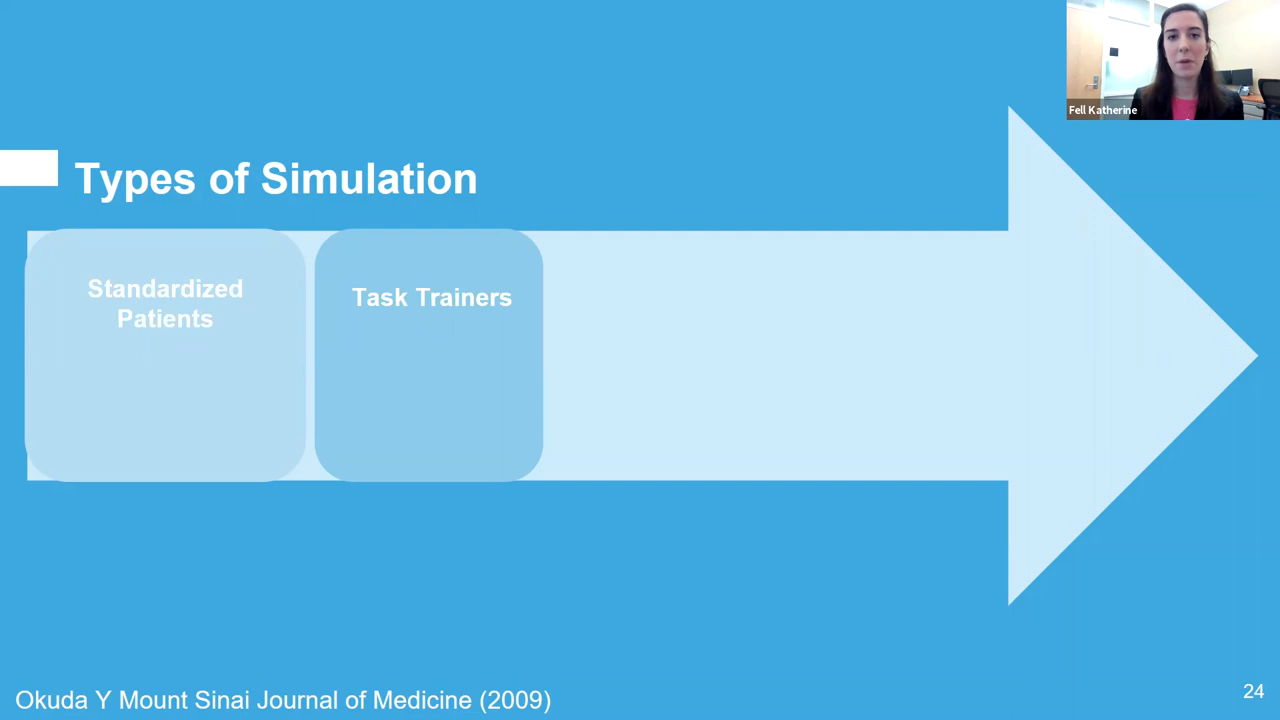 Fell Katherine
Types of Simulation
Standardized
Patients
Task Trainers
Okuda Y Mount Sinai Journal of Medicine (2009)
24